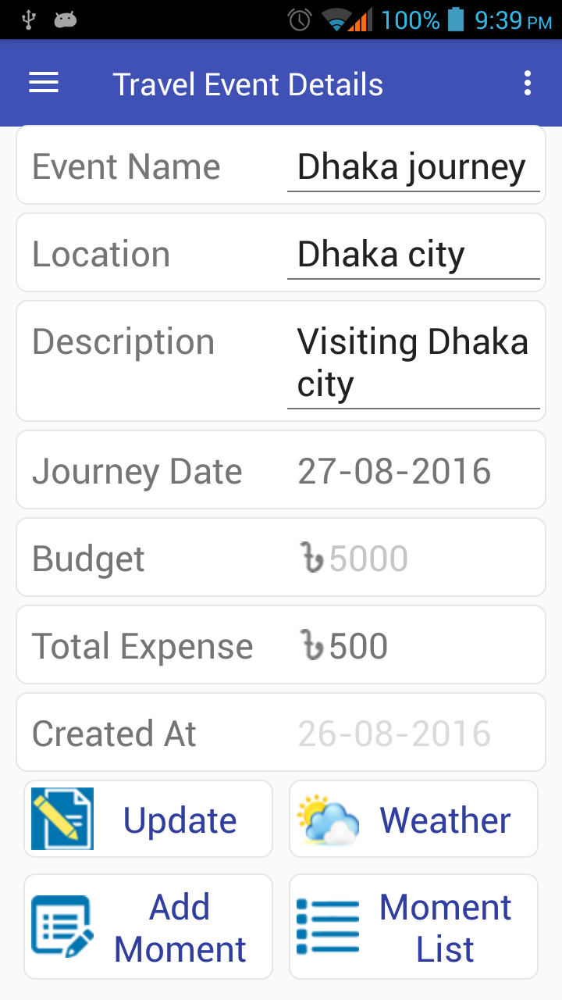 100% 9:39 PM
Travel Event Details
Event Name Dhaka journey
Location Dhaka city
Description Visiting Dhaka
city
Journey Date 27-08-2016
Budget ৳5000
Total Expense ৳500
Created At 26-08-2016
Update Weather
Add Moment
Moment List